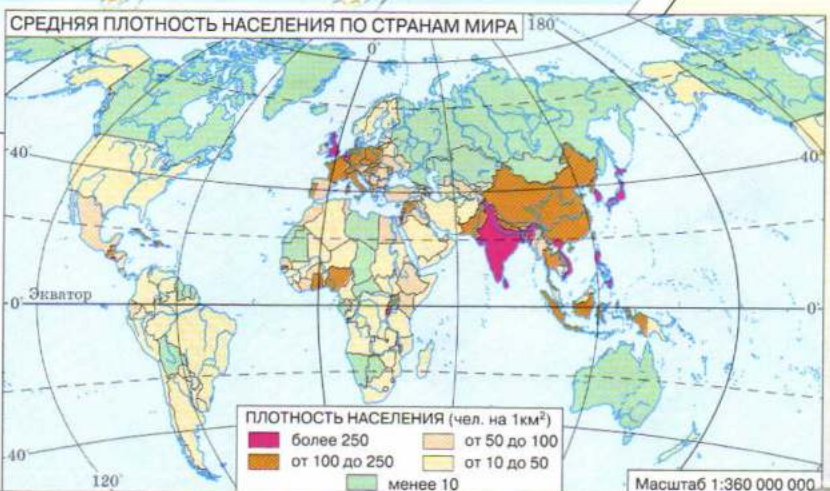 СРЕДНЯЯ ПЛОТНОСТЬ НАСЕЛЕНИЯ ПО СТРАНАМ МИРА
180°
0°
40°
40°
Экватор
0°
0°
40°
120°
ПЛОТНОСТЬ НАСЕЛЕНИЯ (чел. на 1км²)
более 250
от 50 до 100
от 100 до 250
от 10 до 50
менее 10
Масштаб 1:360 000 000